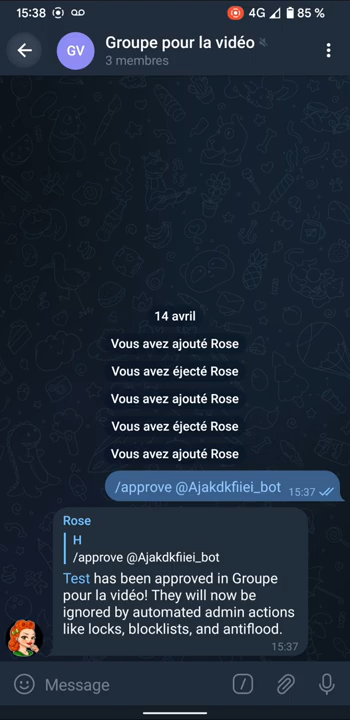 15:38 4G 85 %
GV Groupe pour la vidéo
3 membres
14 avril
Vous avez ajouté Rose
Vous avez éjecté Rose
Vous avez ajouté Rose
Vous avez éjecté Rose
Vous avez ajouté Rose
/approve @Ajakdkfiiei_bot 15:37
Rose
H
/approve @Ajakdkfiiei_bot
Test has been approved in Groupe
pour la vidéo! They will now be
ignored by automated admin actions
like locks, blocklists, and antiflood.
15:37
Message